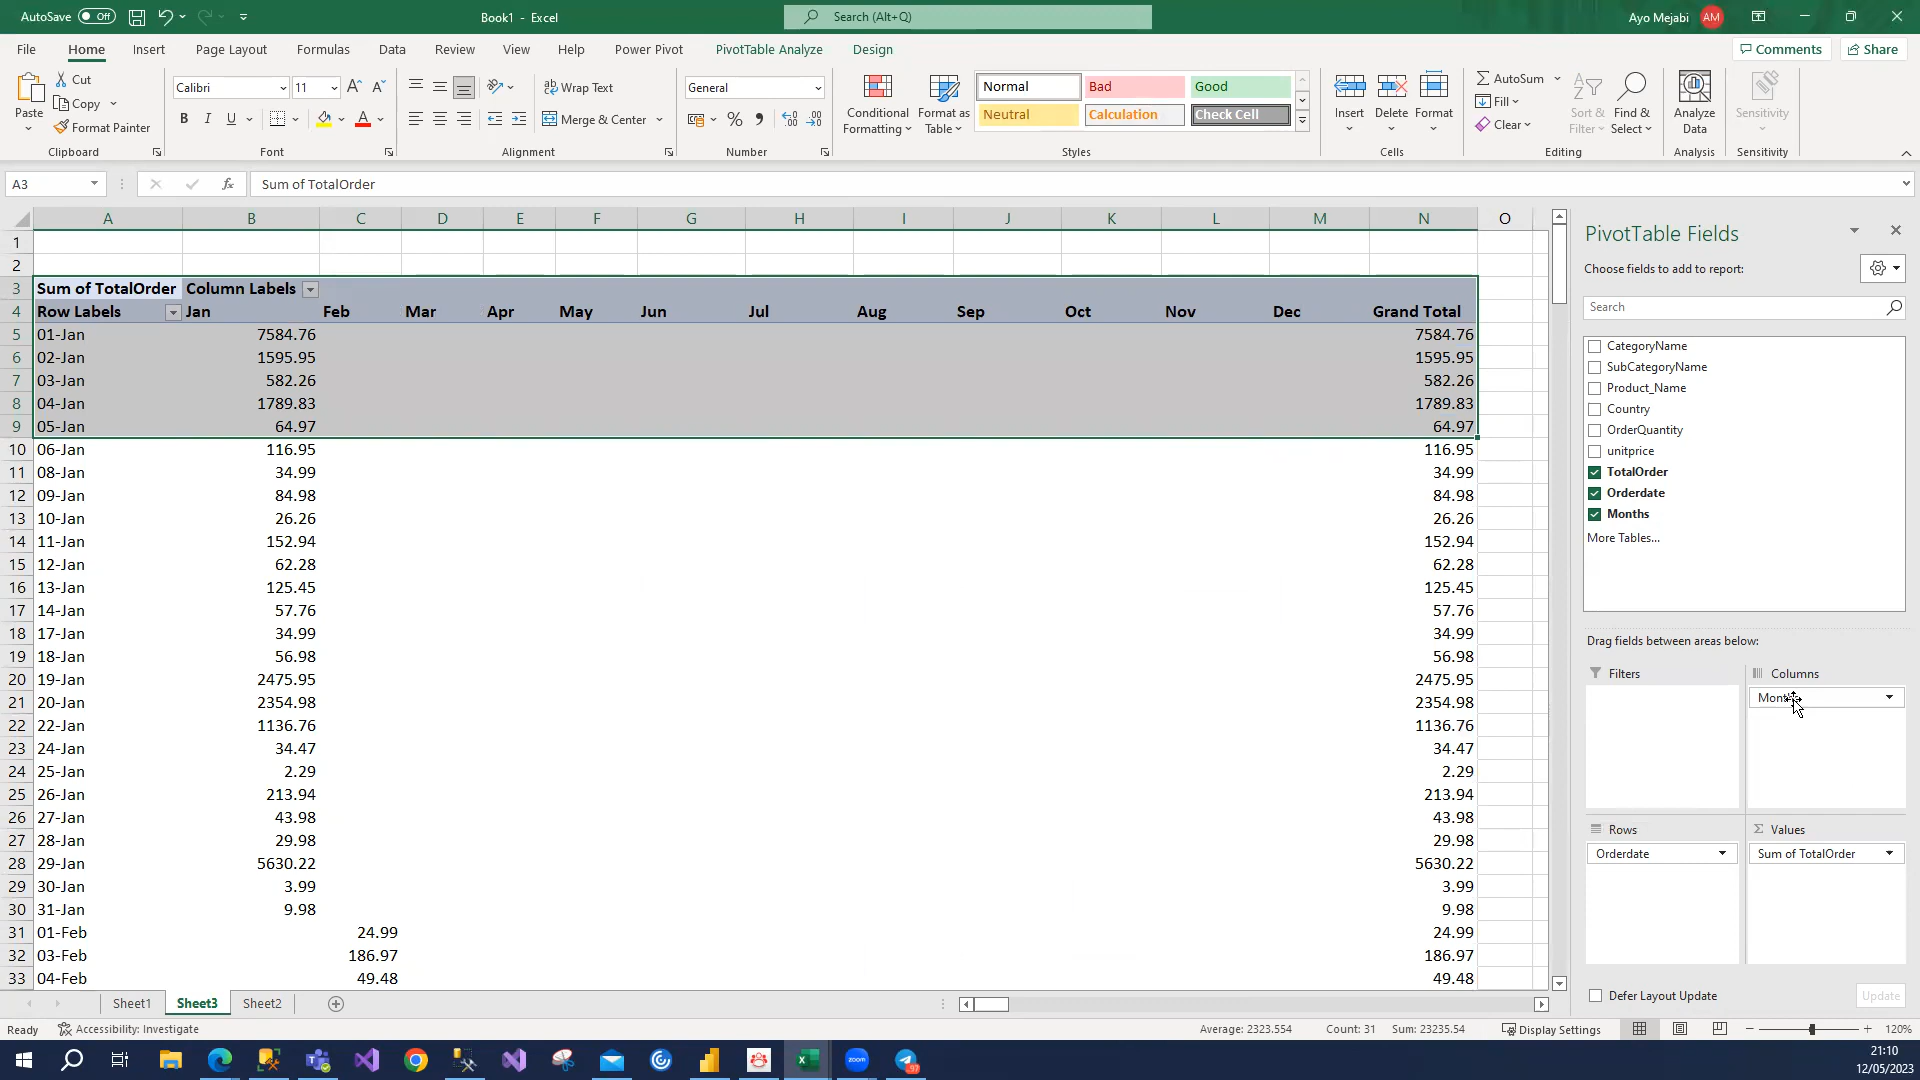 AutoSave Off Book1 - Excel Search (Alt+Q) Ayo Mejabi AM
File Home Insert Page Layout Formulas Data Review View Help Power Pivot PivotTable Analyze Design Comments Share
Paste
Cut
Copy
Format Painter
Clipboard
Calibri 11
B I U
Font
Wrap Text
Merge & Center
Alignment
General
Number
Conditional Formatting
Format as Table
Normal Bad Good
Neutral Calculation Check Cell
Styles
Insert Delete Format
Cells
AutoSum
Fill
Clear
Sort & Filter
Find & Select
Editing
Analyze Data
Analysis
Sensitivity
Sensitivity
A3 fx Sum of TotalOrder
A B C D E F G H I J K L M N O
1
2
3 Sum of TotalOrder Column Labels
4 Row Labels Jan Feb Mar Apr May Jun Jul Aug Sep Oct Nov Dec Grand Total
5 01-Jan 7584.76 7584.76
6 02-Jan 1595.95 1595.95
7 03-Jan 582.26 582.26
8 04-Jan 1789.83 1789.83
9 05-Jan 64.97 64.97
10 06-Jan 116.95 116.95
11 08-Jan 34.99 34.99
12 09-Jan 84.98 84.98
13 10-Jan 26.26 26.26
14 11-Jan 152.94 152.94
15 12-Jan 62.28 62.28
16 13-Jan 125.45 125.45
17 14-Jan 57.76 57.76
18 17-Jan 34.99 34.99
19 18-Jan 56.98 56.98
20 19-Jan 2475.95 2475.95
21 20-Jan 2354.98 2354.98
22 22-Jan 1136.76 1136.76
23 24-Jan 34.47 34.47
24 25-Jan 2.29 2.29
25 26-Jan 213.94 213.94
26 27-Jan 43.98 43.98
27 28-Jan 29.98 29.98
28 29-Jan 5630.22 5630.22
29 30-Jan 3.99 3.99
30 31-Jan 9.98 9.98
31 01-Feb 24.99 24.99
32 03-Feb 186.97 186.97
33 04-Feb 49.48 49.48
PivotTable Fields
Choose fields to add to report:
Search
CategoryName
SubCategoryName
Product_Name
Country
OrderQuantity
unitprice
TotalOrder
Orderdate
Months
More Tables...
Drag fields between areas below:
Filters Columns
Months
Rows Values
Orderdate Sum of TotalOrder
Defer Layout Update Update
Sheet1 Sheet3 Sheet2
Ready Accessibility: Investigate Average: 2323.554 Count: 31 Sum: 23235.54 Display Settings 120%
zoom 97
21:10
12/05/2023